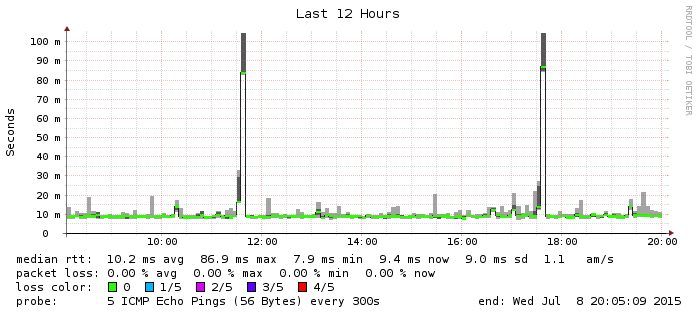 Last 12 Hours
RRDTOOL / TOBI OETIKER
Seconds
100 m
90 m
80 m
70 m
60 m
50 m
40 m
30 m
20 m
10 m
0
10:00 12:00 14:00 16:00 18:00 20:00
median rtt: 10.2 ms avg 86.9 ms max 7.9 ms min 9.4 ms now 9.0 ms sd 1.1 am/s
packet loss: 0.00 % avg 0.00 % max 0.00 % min 0.00 % now
loss color: 0 1/5 2/5 3/5 4/5
probe: 5 ICMP Echo Pings (56 Bytes) every 300s end: Wed Jul 8 20:05:09 2015